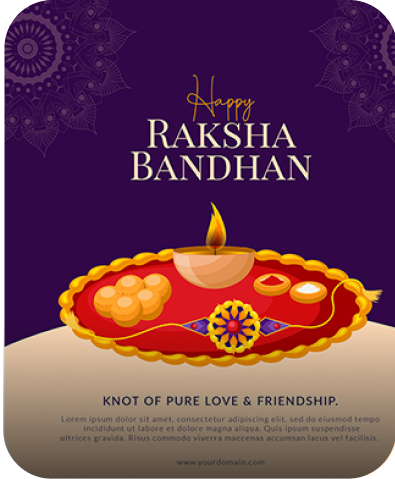 Happy
RAKSHA
BANDHAN
KNOT OF PURE LOVE & FRIENDSHIP.
Lorem ipsum dolor sit amet, consectetur adipiscing elit, sed do eiusmod tempo
incididunt ut labore et dolore magna aliqua. Quis ipsum suspendisse
ultrices gravida. Risus commodo viverra maecenas accumsan lacus vel facilisis.
www.yourdomain.com